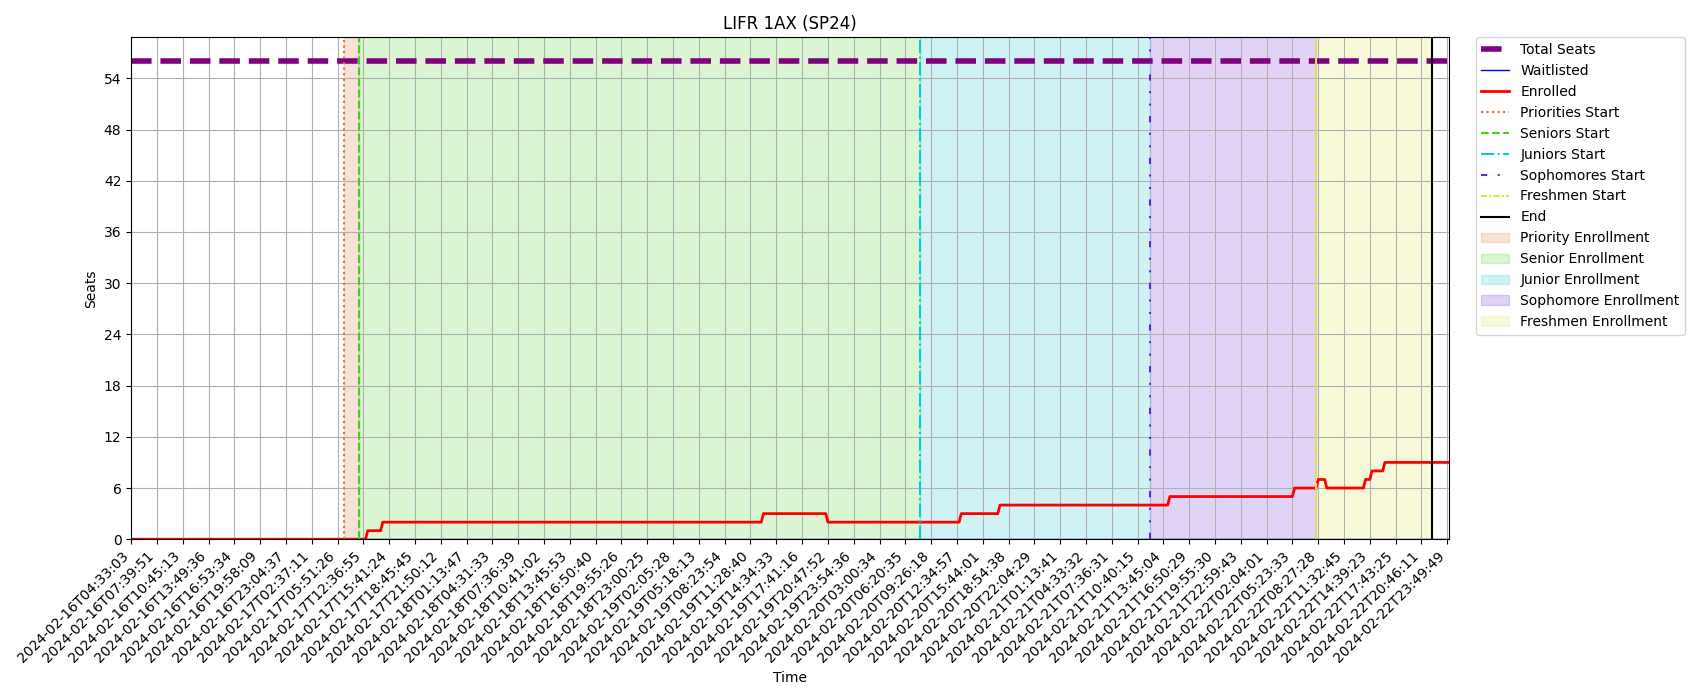 LIFR 1AX (SP24)
Total Seats
Waitlisted
Enrolled
Priorities Start
Seniors Start
Juniors Start
Sophomores Start
Freshmen Start
End
Priority Enrollment
Senior Enrollment
Junior Enrollment
Sophomore Enrollment
Freshmen Enrollment
Seats
54
48
42
36
30
24
18
12
6
0
2024-02-16T04:33:03
2024-02-16T07:39:51
2024-02-16T10:45:13
2024-02-16T13:49:36
2024-02-16T16:53:34
2024-02-16T19:58:09
2024-02-16T23:04:37
2024-02-17T02:37:11
2024-02-17T05:51:26
2024-02-17T12:36:55
2024-02-17T15:41:24
2024-02-17T18:45:45
2024-02-17T21:50:12
2024-02-18T01:13:47
2024-02-18T04:31:33
2024-02-18T07:36:39
2024-02-18T10:41:02
2024-02-18T13:45:53
2024-02-18T16:50:40
2024-02-18T19:55:26
2024-02-18T23:00:25
2024-02-19T02:05:28
2024-02-19T05:18:13
2024-02-19T08:23:54
2024-02-19T11:28:40
2024-02-19T14:34:33
2024-02-19T17:41:16
2024-02-19T20:47:52
2024-02-19T23:54:36
2024-02-20T03:00:34
2024-02-20T06:20:35
2024-02-20T09:26:18
2024-02-20T12:34:57
2024-02-20T15:44:01
2024-02-20T18:54:38
2024-02-20T22:04:29
2024-02-21T01:13:41
2024-02-21T04:33:32
2024-02-21T07:36:31
2024-02-21T10:40:15
2024-02-21T13:45:04
2024-02-21T16:50:29
2024-02-21T19:55:30
2024-02-21T22:59:43
2024-02-22T02:04:01
2024-02-22T05:23:33
2024-02-22T08:27:28
2024-02-22T11:32:45
2024-02-22T14:39:23
2024-02-22T17:43:25
2024-02-22T20:46:11
2024-02-22T23:49:49
Time